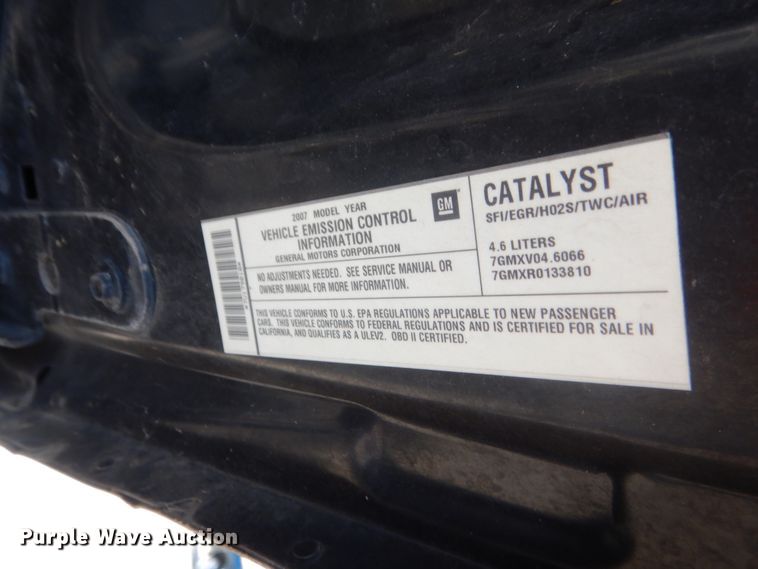 2007 MODEL YEAR
VEHICLE EMISSION CONTROL
INFORMATION
GENERAL MOTORS CORPORATION
GM
NO ADJUSTMENTS NEEDED. SEE SERVICE MANUAL OR
OWNERS MANUAL FOR MORE INFORMATION.
CATALYST
SFI/EGR/HO2S/TWC/AIR
4.6 LITERS
7GMXV04.6066
7GMXR0133810
THIS VEHICLE CONFORMS TO U.S. EPA REGULATIONS APPLICABLE TO NEW PASSENGER
CARS. THIS VEHICLE CONFORMS TO FEDERAL REGULATIONS AND IS CERTIFIED FOR SALE IN
CALIFORNIA, AND QUALIFIES AS A ULEV2. OBD II CERTIFIED.
Purple Wave Auction